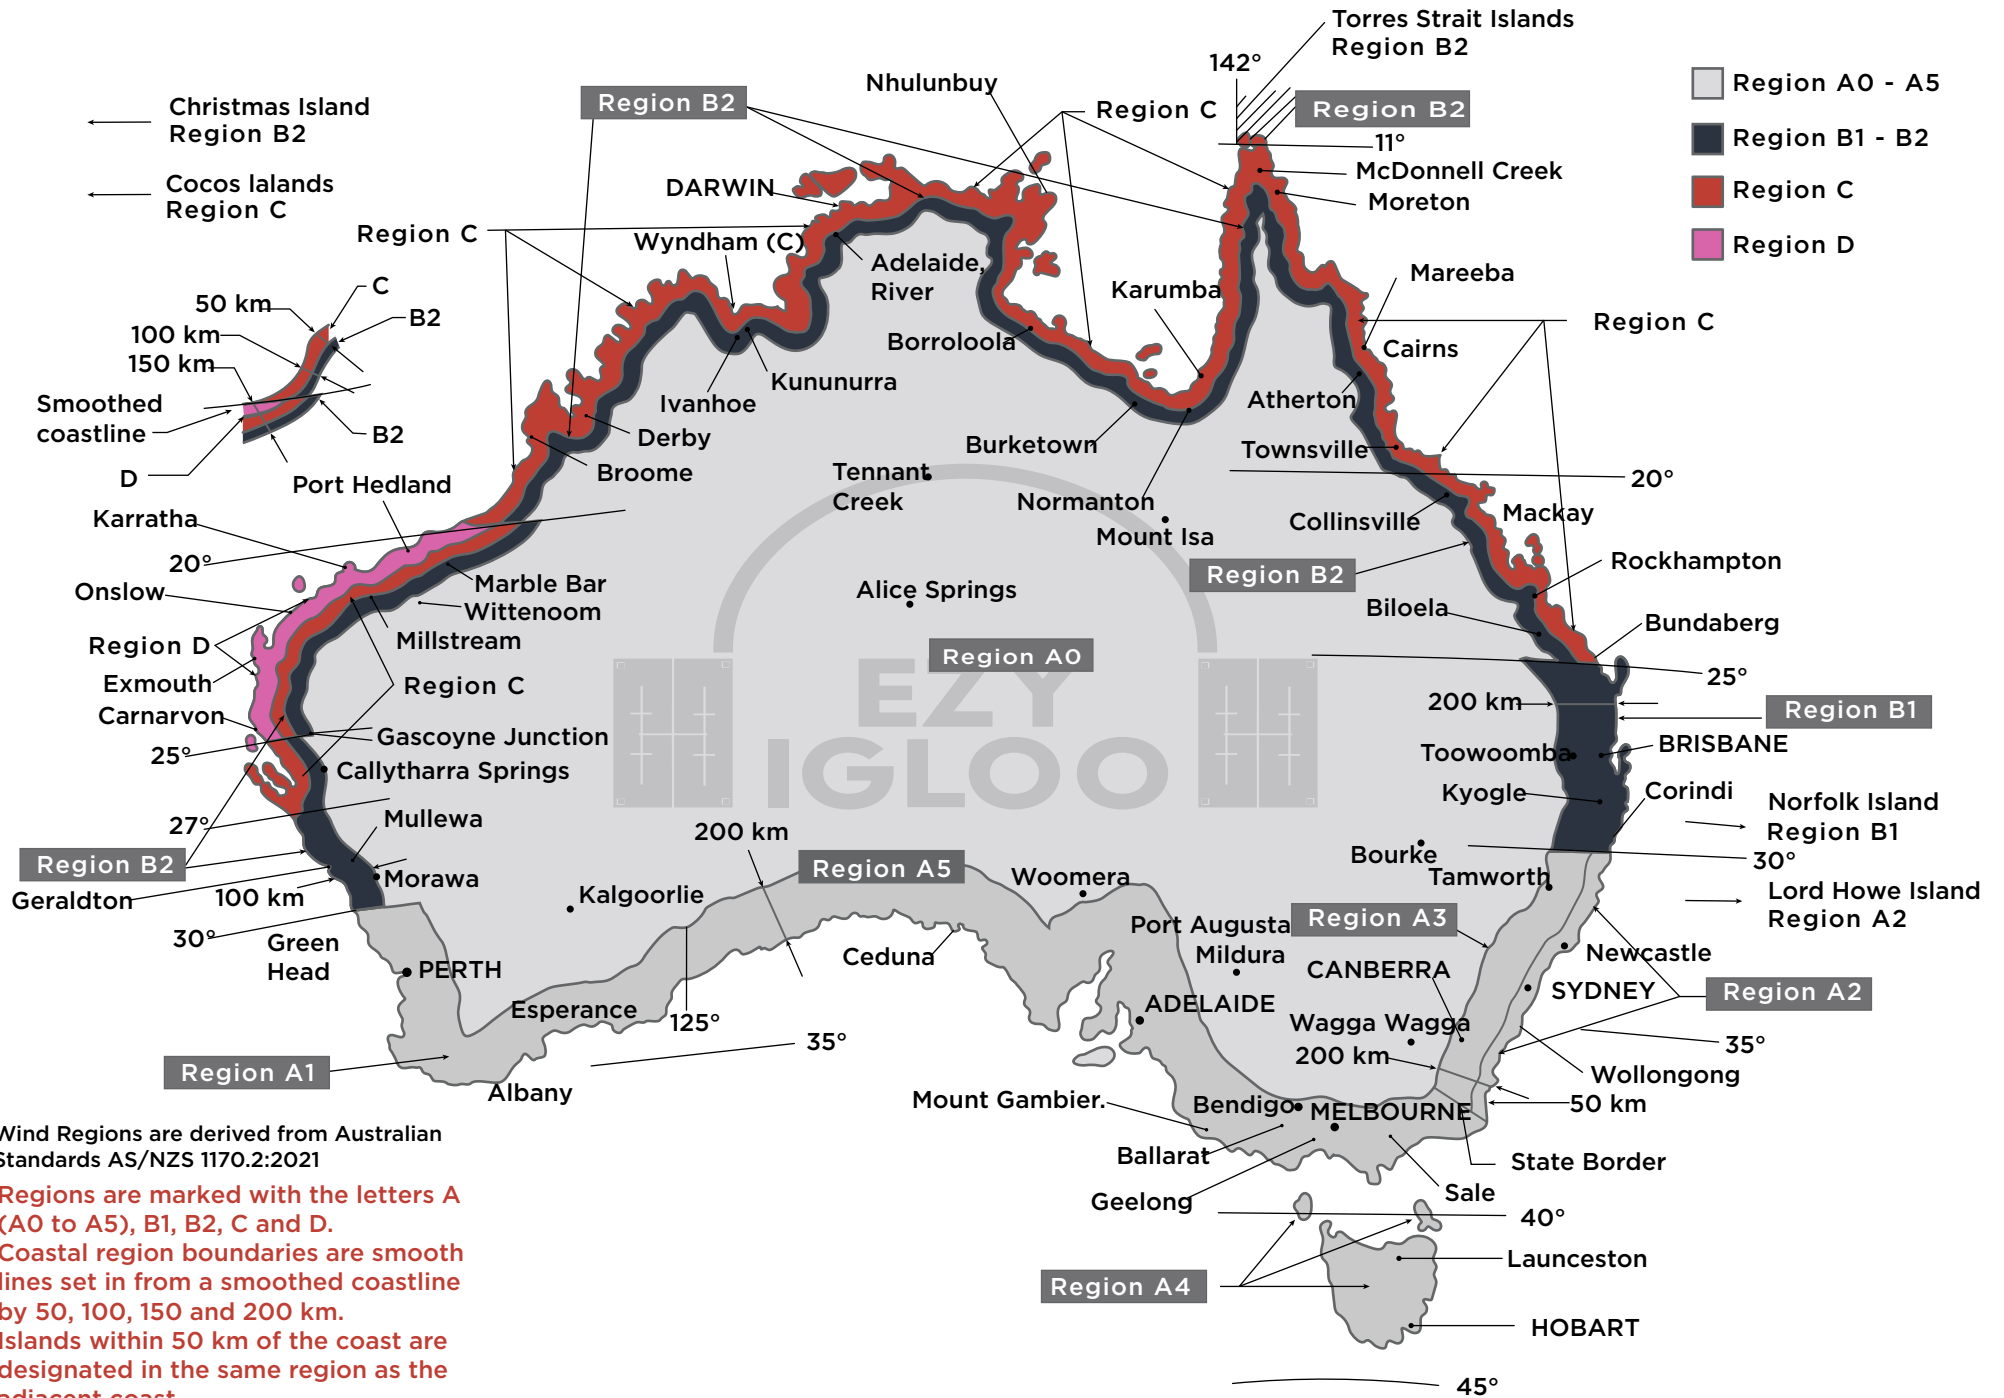 Torres Strait Islands
Region B2
142°
Nhulunbuy
Region B2
Region C
Region B2
11°
McDonnell Creek
Moreton
Region A0 - A5
Region B1 - B2
Region C
Region D
Christmas Island
Region B2
Cocos lalands
Region C
DARWIN
Region C
Wyndham (C)
Adelaide,
River
Karumba
Mareeba
50 km
C
100 km
B2
150 km
Smoothed
coastline
B2
D
Borroloola
Region C
Cairns
Kununurra
Ivanhoe
Atherton
Derby
Broome
Burketown
Townsville
Tennant
Creek
Normanton
20°
Port Hedland
Karratha
Mount Isa
Collinsville
Mackay
20°
Onslow
Marble Bar
Wittenoom
Millstream
Alice Springs
Region B2
Rockhampton
Biloela
Bundaberg
Region D
Exmouth
Region C
Region A0
25°
Carnarvon
200 km
Region B1
25°
Gascoyne Junction
Callytharra Springs
EZY
IGLOO
Toowoomba
BRISBANE
Kyogle
Corindi
Norfolk Island
Region B1
27°
Mullewa
200 km
Region B2
Geraldton
100 km
Morawa
Kalgoorlie
Region A5
Woomera
Bourke
30°
Tamworth
Lord Howe Island
Region A2
30°
Green
Head
PERTH
Ceduna
Port Augusta
Mildura
Region A3
CANBERRA
Newcastle
SYDNEY
Region A2
Esperance
125°
ADELAIDE
Wagga Wagga
200 km
35°
35°
Region A1
Albany
Wollongong
50 km
Mount Gambier.
Bendigo
MELBOURNE
Ballarat
State Border
Geelong
Sale
40°
Launceston
Region A4
HOBART
45°
Wind Regions are derived from Australian
Standards AS/NZS 1170.2:2021
Regions are marked with the letters A
(A0 to A5), B1, B2, C and D.
Coastal region boundaries are smooth
lines set in from a smoothed coastline
by 50, 100, 150 and 200 km.
Islands within 50 km of the coast are
designated in the same region as the
adjacent coast